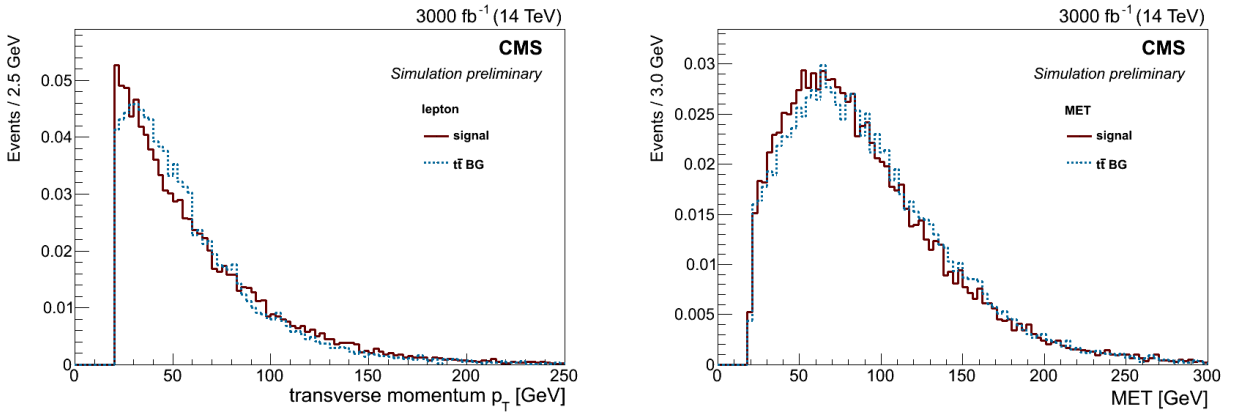 3000 fb⁻¹ (14 TeV)
Events / 2.5 GeV
CMS
Simulation preliminary
lepton
signal
tt̄ BG
0.05
0.04
0.03
0.02
0.01
0
0 50 100 150 200 250
transverse momentum p_T [GeV]
3000 fb⁻¹ (14 TeV)
Events / 3.0 GeV
CMS
Simulation preliminary
MET
signal
tt̄ BG
0.03
0.025
0.02
0.015
0.01
0.005
0
0 50 100 150 200 250 300
MET [GeV]